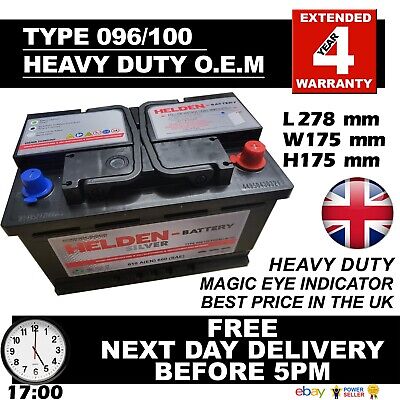 TYPE 096/100
HEAVY DUTY O.E.M
EXTENDED
4
YEAR
WARRANTY
L 278 mm
W175 mm
H175 mm
HELDEN-BATTERY
SILVER
HEAVY DUTY
MAGIC EYE INDICATOR
BEST PRICE IN THE UK
FREE
NEXT DAY DELIVERY
BEFORE 5PM
17:00
ebay POWER SELLER